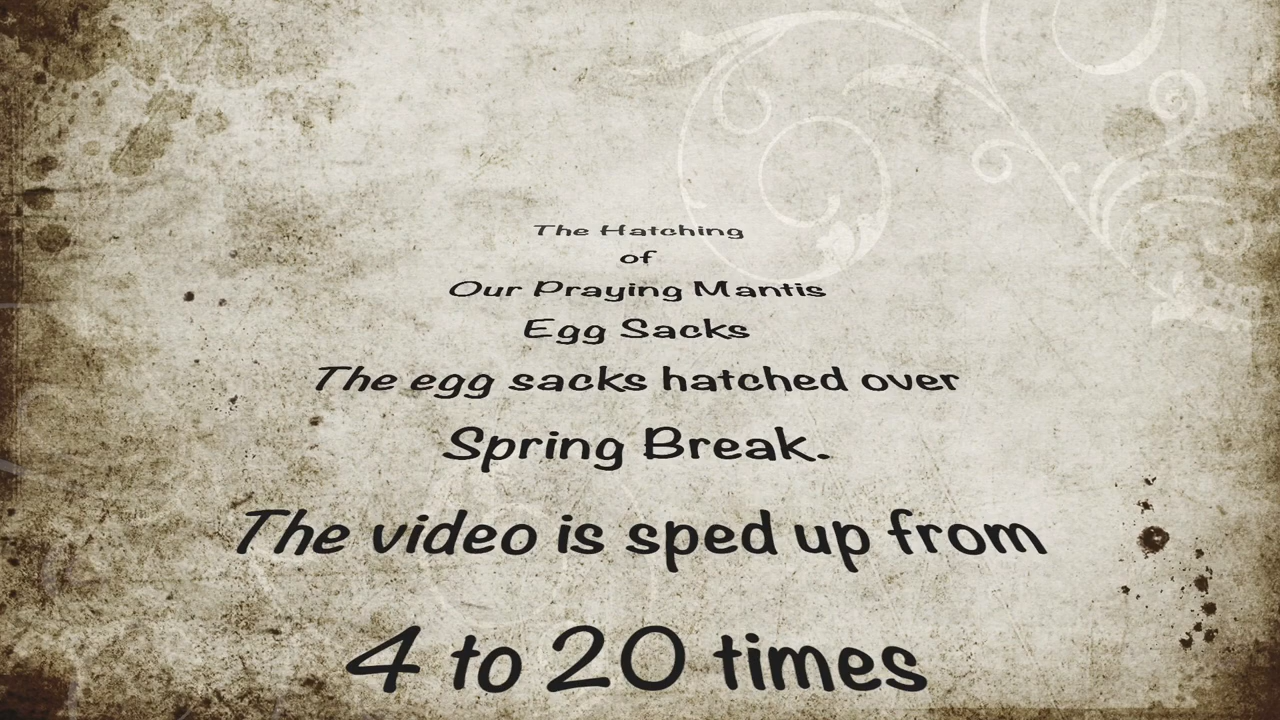 The Hatching
of
Our Praying Mantis
Egg Sacks
The egg sacks hatched over
Spring Break.
The video is sped up from
4 to 20 times